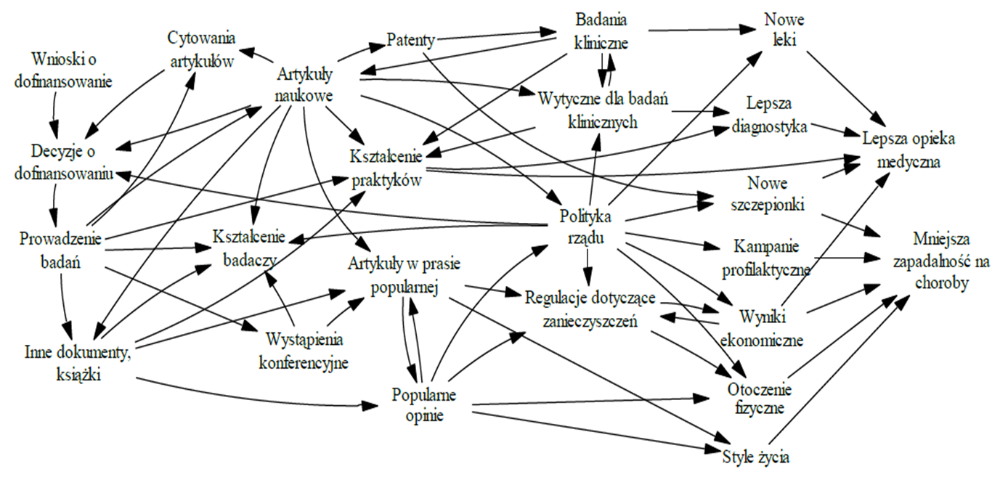 Wnioski o
dofinansowanie
Cytowania
artykułów
Artykuły
naukowe
Patenty
Badania
kliniczne
Nowe
leki
Wytyczne dla badań
klinicznych
Lepsza
diagnostyka
Lepsza opieka
medyczna
Decyzje o
dofinansowaniu
Kształcenie
praktyków
Nowe
szczepionki
Polityka
rządu
Prowadzenie
badań
Kształcenie
badaczy
Artykuły w prasie
popularnej
Kampanie
profilaktyczne
Mniejsza
zapadalność na
choroby
Regulacje dotyczące
zanieczyszczeń
Wyniki
ekonomiczne
Inne dokumenty,
książki
Wystąpienia
konferencyjne
Popularne
opinie
Otoczenie
fizyczne
Style życia